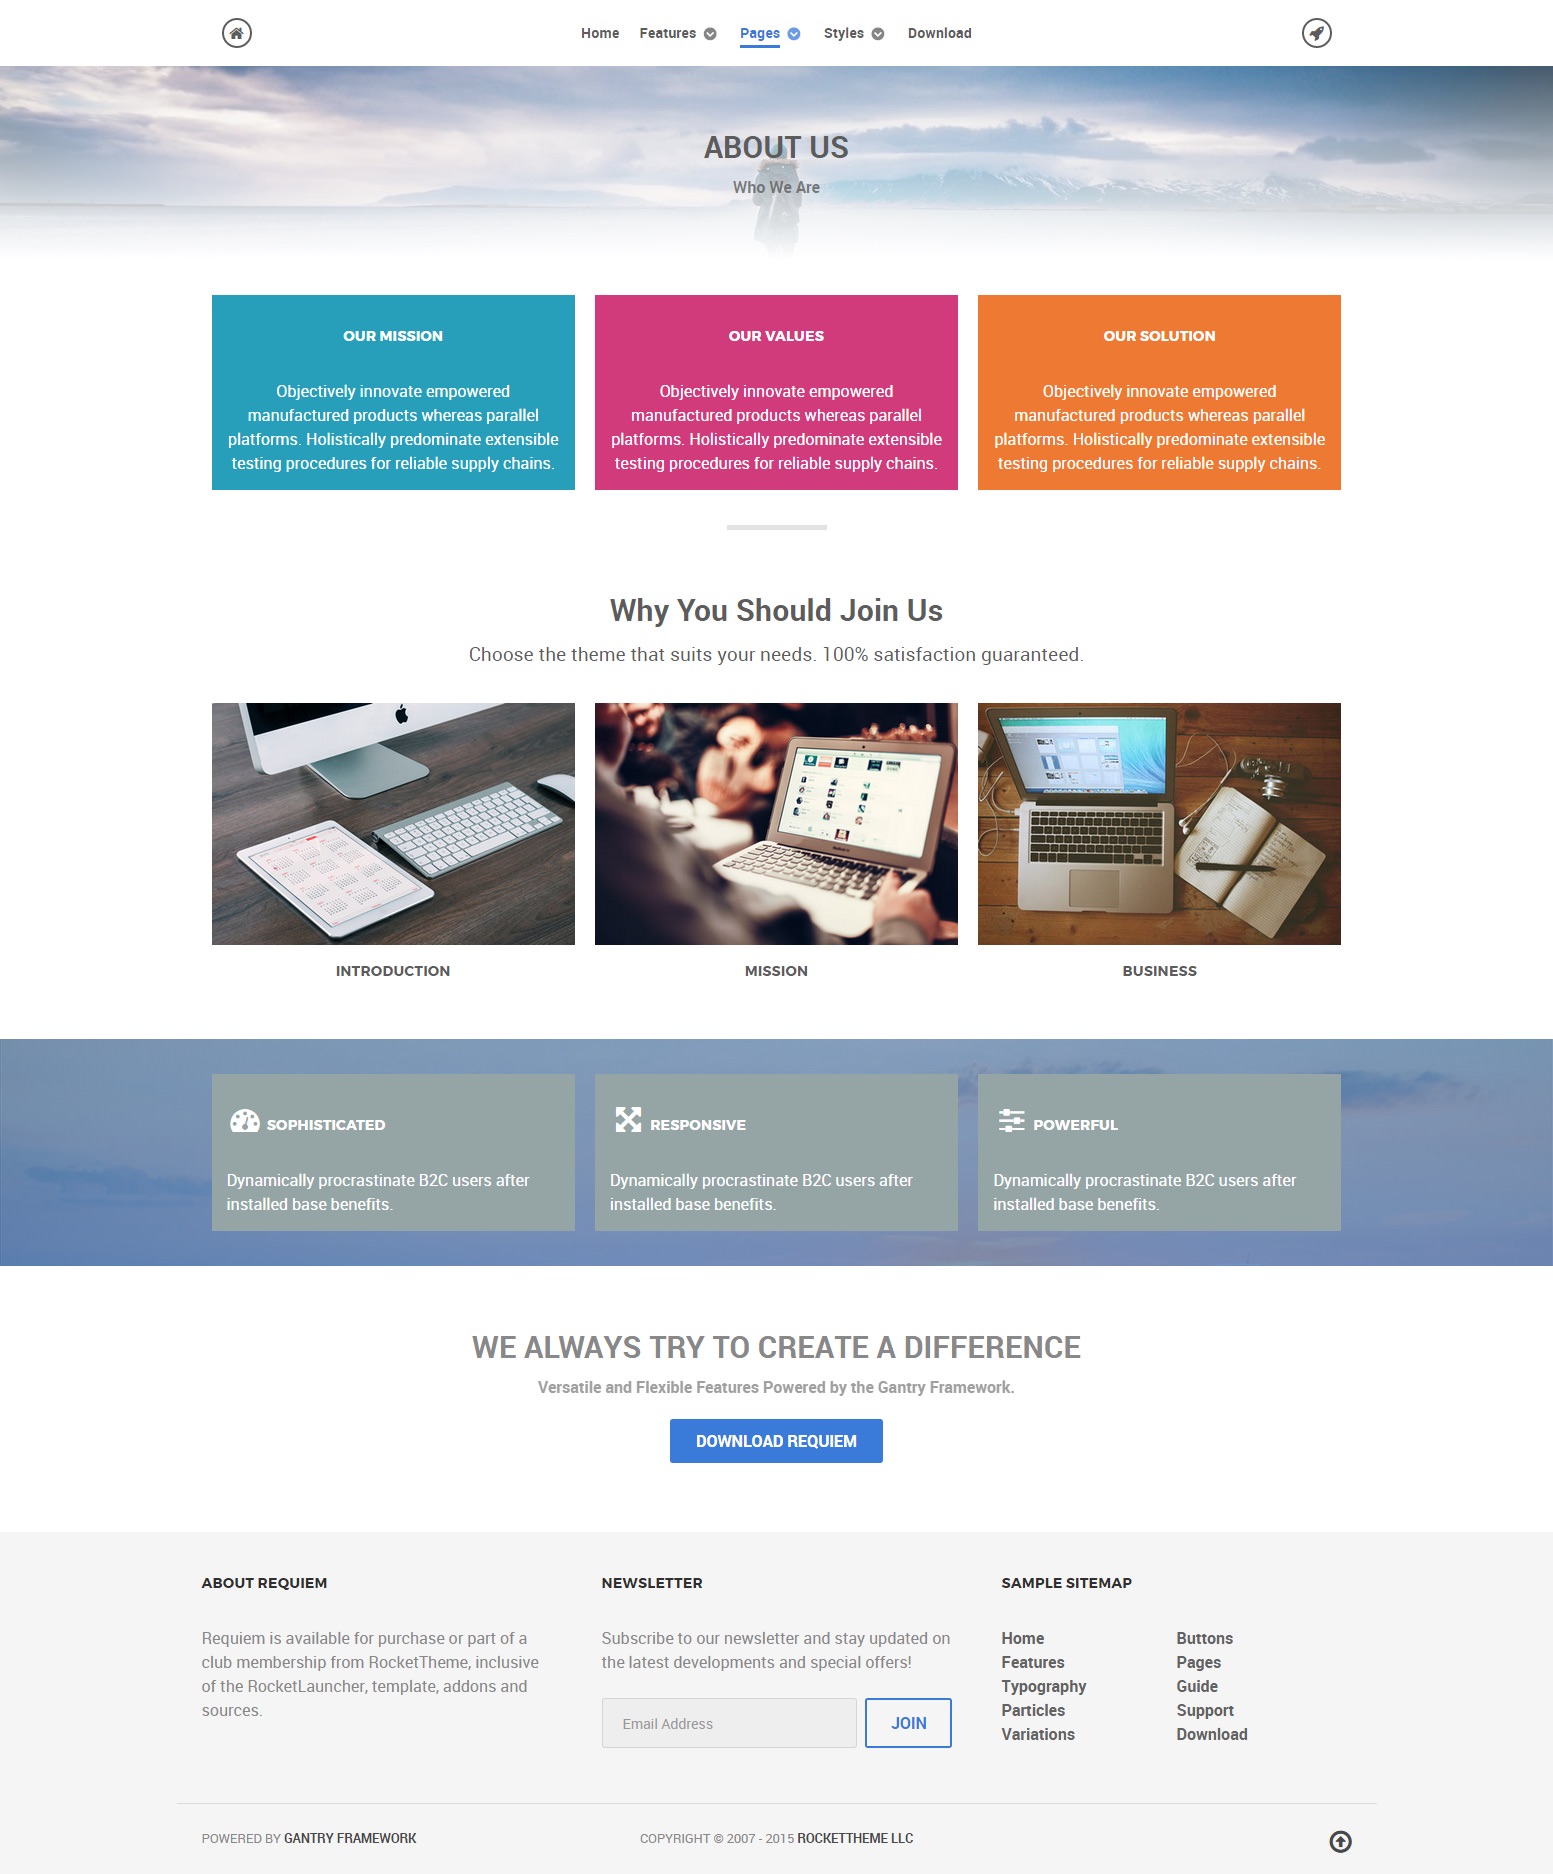 Home Features Pages Styles Download
ABOUT US
Who We Are
OUR MISSION
Objectively innovate empowered
manufactured products whereas parallel
platforms. Holistically predominate extensible
testing procedures for reliable supply chains.
OUR VALUES
Objectively innovate empowered
manufactured products whereas parallel
platforms. Holistically predominate extensible
testing procedures for reliable supply chains.
OUR SOLUTION
Objectively innovate empowered
manufactured products whereas parallel
platforms. Holistically predominate extensible
testing procedures for reliable supply chains.
Why You Should Join Us
Choose the theme that suits your needs. 100% satisfaction guaranteed.
INTRODUCTION
MISSION
BUSINESS
SOPHISTICATED
Dynamically procrastinate B2C users after
installed base benefits.
RESPONSIVE
Dynamically procrastinate B2C users after
installed base benefits.
POWERFUL
Dynamically procrastinate B2C users after
installed base benefits.
WE ALWAYS TRY TO CREATE A DIFFERENCE
Versatile and Flexible Features Powered by the Gantry Framework.
DOWNLOAD REQUIEM
ABOUT REQUIEM
Requiem is available for purchase or part of a
club membership from RocketTheme, inclusive
of the RocketLauncher, template, addons and
sources.
NEWSLETTER
Subscribe to our newsletter and stay updated on
the latest developments and special offers!
Email Address
JOIN
SAMPLE SITEMAP
Home
Features
Typography
Particles
Variations
Buttons
Pages
Guide
Support
Download
POWERED BY GANTRY FRAMEWORK
COPYRIGHT © 2007 - 2015 ROCKETTHEME LLC